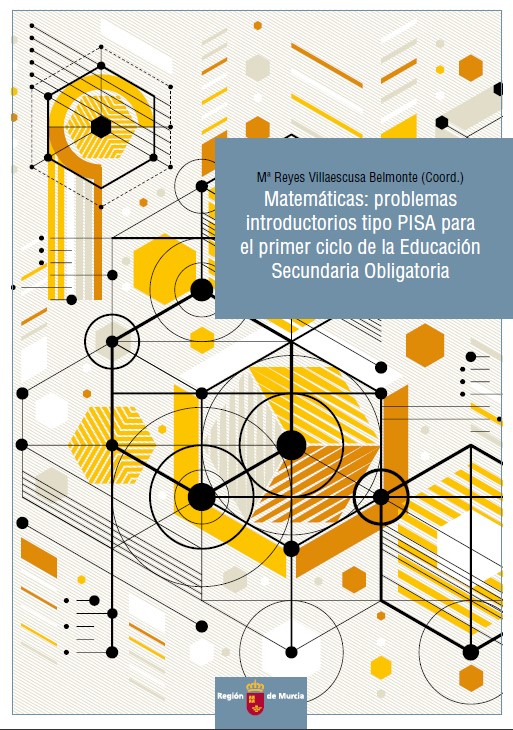 Mª Reyes Villaescusa Belmonte (Coord.)
Matemáticas: problemas
introductorios tipo PISA para
el primer ciclo de la Educación
Secundaria Obligatoria
Región de Murcia